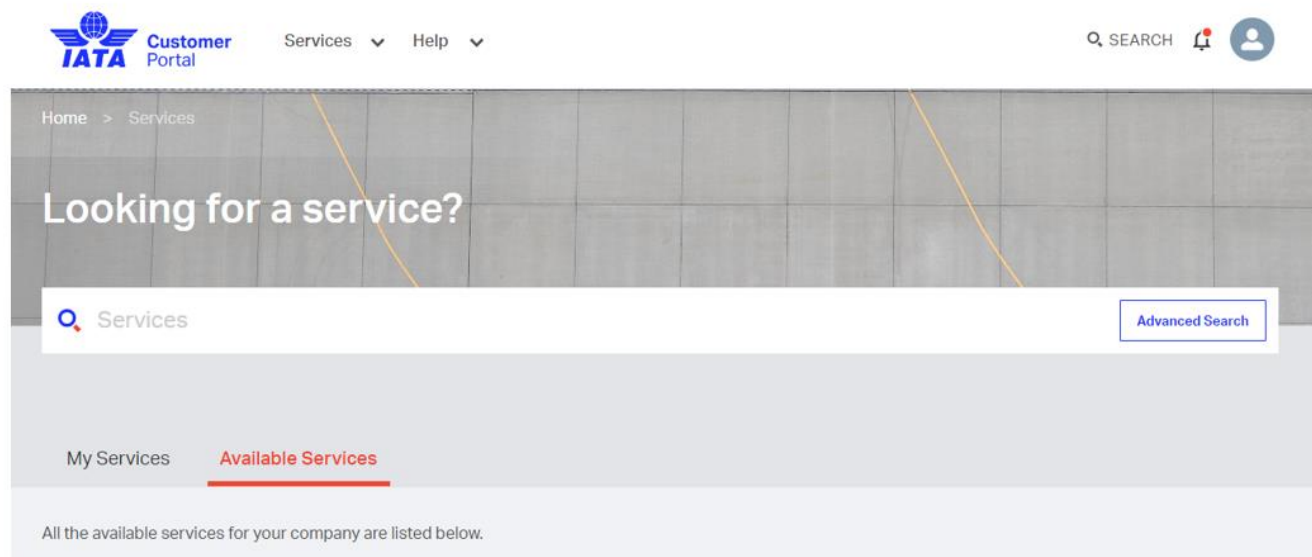 IATA
Customer
Portal
Services
Help
SEARCH
Home > Services
Looking for a service?
Services
Advanced Search
My Services
Available Services
All the available services for your company are listed below.